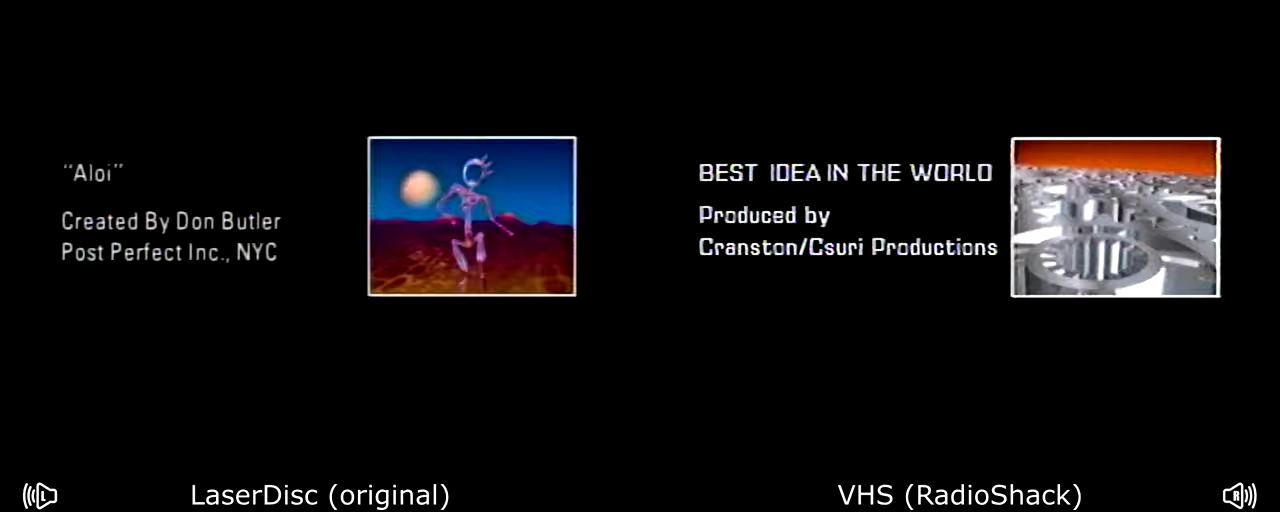 “Aloi”
Created By Don Butler
Post Perfect Inc., NYC
BEST IDEA IN THE WORLD
Produced by
Cranston/Csuri Productions
L
LaserDisc (original)
VHS (RadioShack)
R